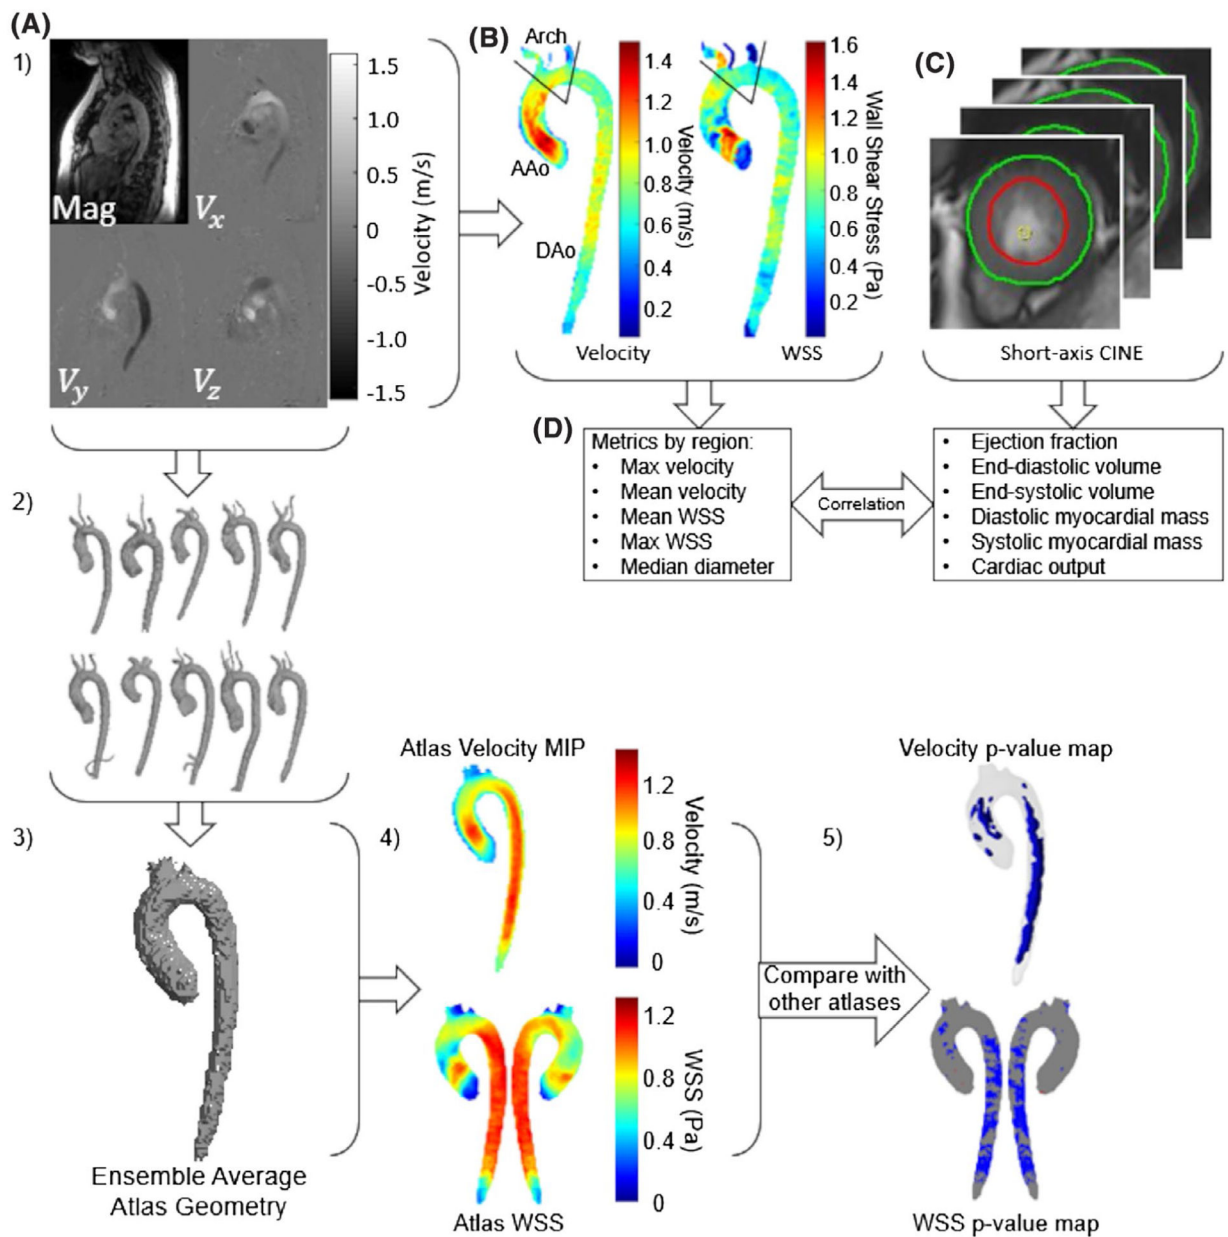 (A)
1)
Mag
Vx
Vy
Vz
1.5
1.0
0.5
0
-0.5
-1.0
-1.5
Velocity (m/s)
(B)
Arch
AAo
DAo
1.4
1.2
1.0
0.8
0.6
0.4
0.2
Velocity (m/s)
Velocity
1.6
1.4
1.2
1.0
0.8
0.6
0.4
0.2
Wall Shear Stress (Pa)
WSS
(C)
Short-axis CINE
(D)
Metrics by region:
• Max velocity
• Mean velocity
• Mean WSS
• Max WSS
• Median diameter
Correlation
• Ejection fraction
• End-diastolic volume
• End-systolic volume
• Diastolic myocardial mass
• Systolic myocardial mass
• Cardiac output
2)
3)
Ensemble Average
Atlas Geometry
4)
Atlas Velocity MIP
1.2
0.8
0.4
0
Velocity (m/s)
1.2
0.8
0.4
0
WSS (Pa)
Atlas WSS
Compare with
other atlases
5)
Velocity p-value map
WSS p-value map